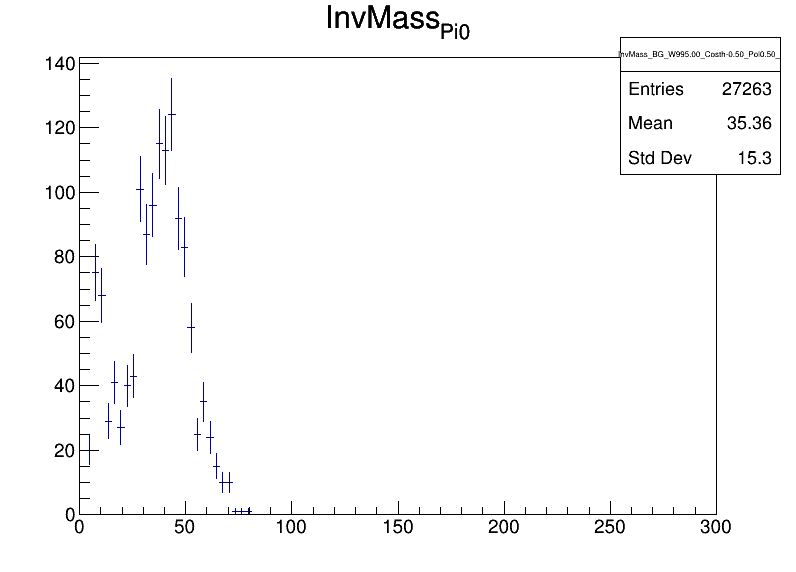 InvMass_Pi0
InvMass_BG_W995.00_Costh-0.50_Pol0.50_
Entries 27263
Mean 35.36
Std Dev 15.3
140
120
100
80
60
40
20
0
0 50 100 150 200 250 300